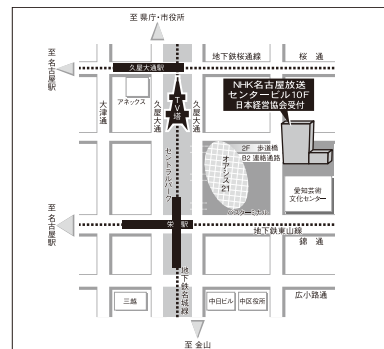 至 県庁・市役所
至 名古屋駅
久屋大通駅
地下鉄桜通線
桜 通
大津通
アネックス
久屋大通
TV塔
久屋大通
NHK名古屋放送
センタービル10F
日本経営協会受付
セントラルパーク
オアシス21
2F 歩道橋
B2 連絡通路
愛知芸術
文化センター
バスターミナル
至 名古屋駅
栄 駅
地下鉄東山線
錦 通
地下鉄名城線
三越
中日ビル
中区役所
広小路通
至 金山